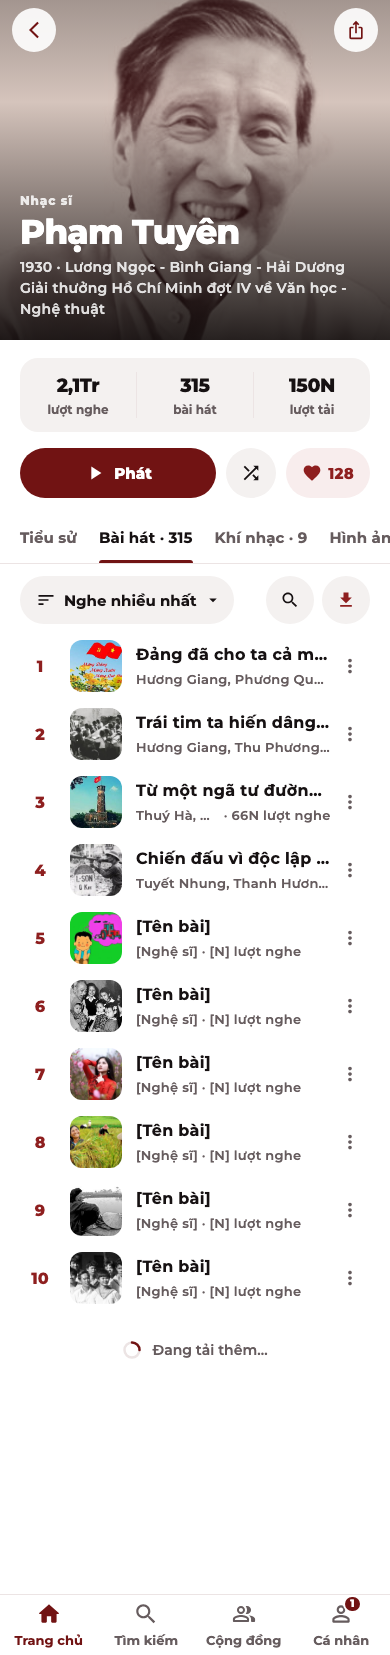 Nhạc sĩ
Phạm Tuyên
1930 · Lương Ngọc - Bình Giang - Hải Dương
Giải thưởng Hồ Chí Minh đợt IV về Văn học -
Nghệ thuật
2,1Tr
lượt nghe
315
bài hát
150N
lượt tải
Phát
128
Tiểu sử
Bài hát · 315
Khí nhạc · 9
Hình ản
Nghe nhiều nhất
1
Đảng đã cho ta cả m...
Hương Giang, Phương Qu...
2
Trái tim ta hiến dâng...
Hương Giang, Thu Phương...
3
Từ một ngã tư đườn...
Thuý Hà, ... · 66N lượt nghe
4
Chiến đấu vì độc lập ...
Tuyết Nhung, Thanh Hươn...
5
[Tên bài]
[Nghệ sĩ] · [N] lượt nghe
6
[Tên bài]
[Nghệ sĩ] · [N] lượt nghe
7
[Tên bài]
[Nghệ sĩ] · [N] lượt nghe
8
[Tên bài]
[Nghệ sĩ] · [N] lượt nghe
9
[Tên bài]
[Nghệ sĩ] · [N] lượt nghe
10
[Tên bài]
[Nghệ sĩ] · [N] lượt nghe
Đang tải thêm...
Trang chủ
Tìm kiếm
Cộng đồng
1
Cá nhân